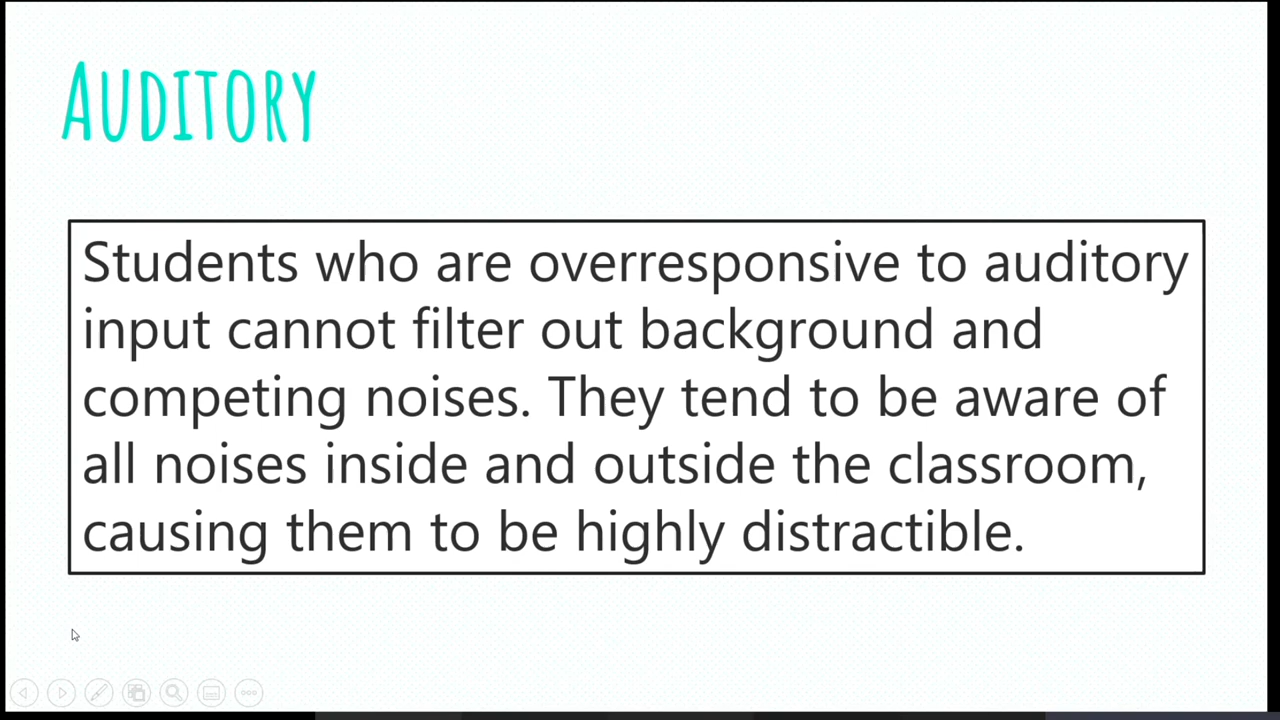 AUDITORY
Students who are overresponsive to auditory
input cannot filter out background and
competing noises. They tend to be aware of
all noises inside and outside the classroom,
causing them to be highly distractible.